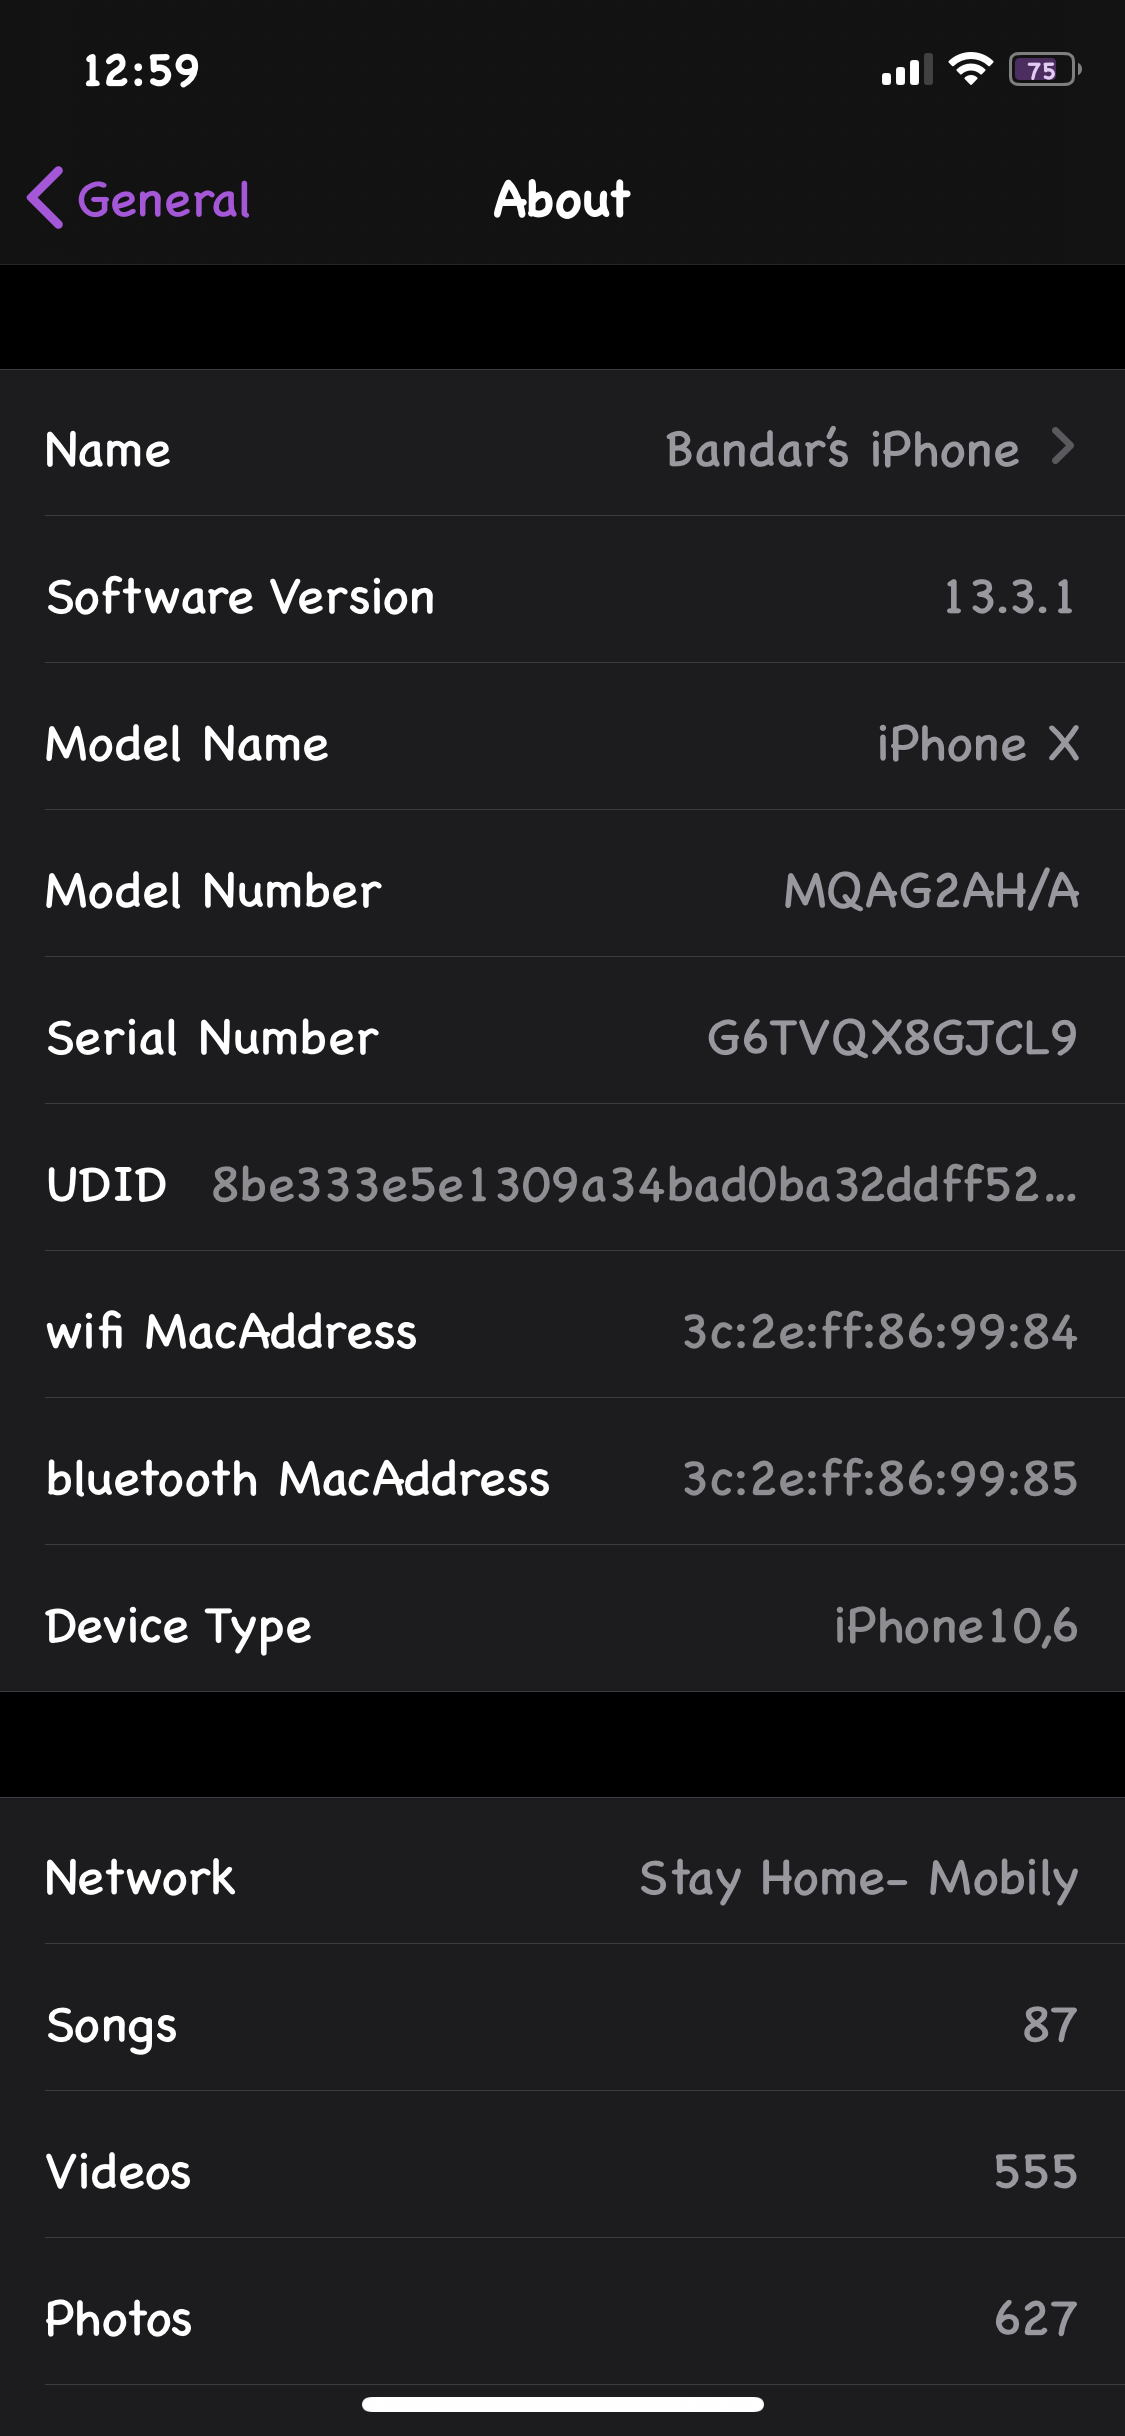 12:59
75
General
About
Name Bandar's iPhone
Software Version 13.3.1
Model Name iPhone X
Model Number MQAG2AH/A
Serial Number G6TVQX8GJCL9
UDID 8be333e5e1309a34bad0ba32ddff52...
wifi MacAddress 3c:2e:ff:86:99:84
bluetooth MacAddress 3c:2e:ff:86:99:85
Device Type iPhone10,6
Network Stay Home- Mobily
Songs 87
Videos 555
Photos 627